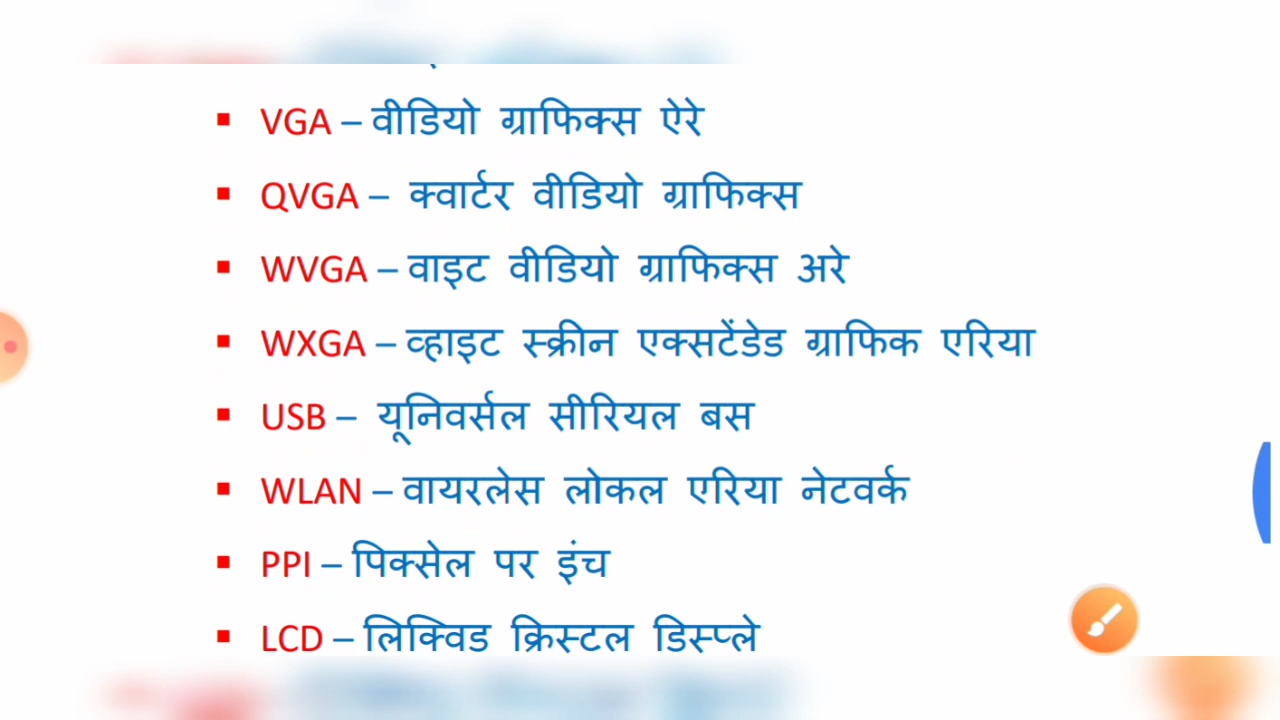 ▪ VGA – वीडियो ग्राफिक्स ऐरे
▪ QVGA – क्वार्टर वीडियो ग्राफिक्स
▪ WVGA – वाइट वीडियो ग्राफिक्स अरे
▪ WXGA – व्हाइट स्क्रीन एक्सटेंडेड ग्राफिक एरिया
▪ USB – यूनिवर्सल सीरियल बस
▪ WLAN – वायरलेस लोकल एरिया नेटवर्क
▪ PPI – पिक्सेल पर इंच
▪ LCD – लिक्विड क्रिस्टल डिस्प्ले